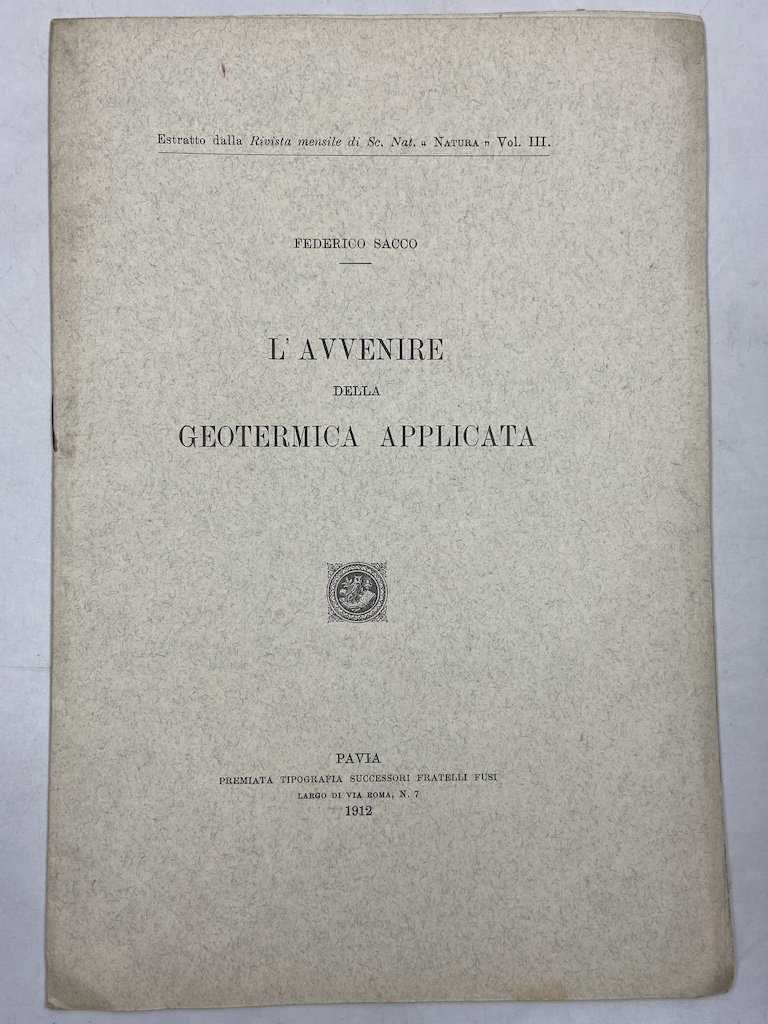 Estratto dalla Rivista mensile di Sc. Nat. « NATURA » Vol. III.
FEDERICO SACCO
L' AVVENIRE
DELLA
GEOTERMICA APPLICATA
PAVIA
PREMIATA TIPOGRAFIA SUCCESSORI FRATELLI FUSI
LARGO DI VIA ROMA, N. 7
1912